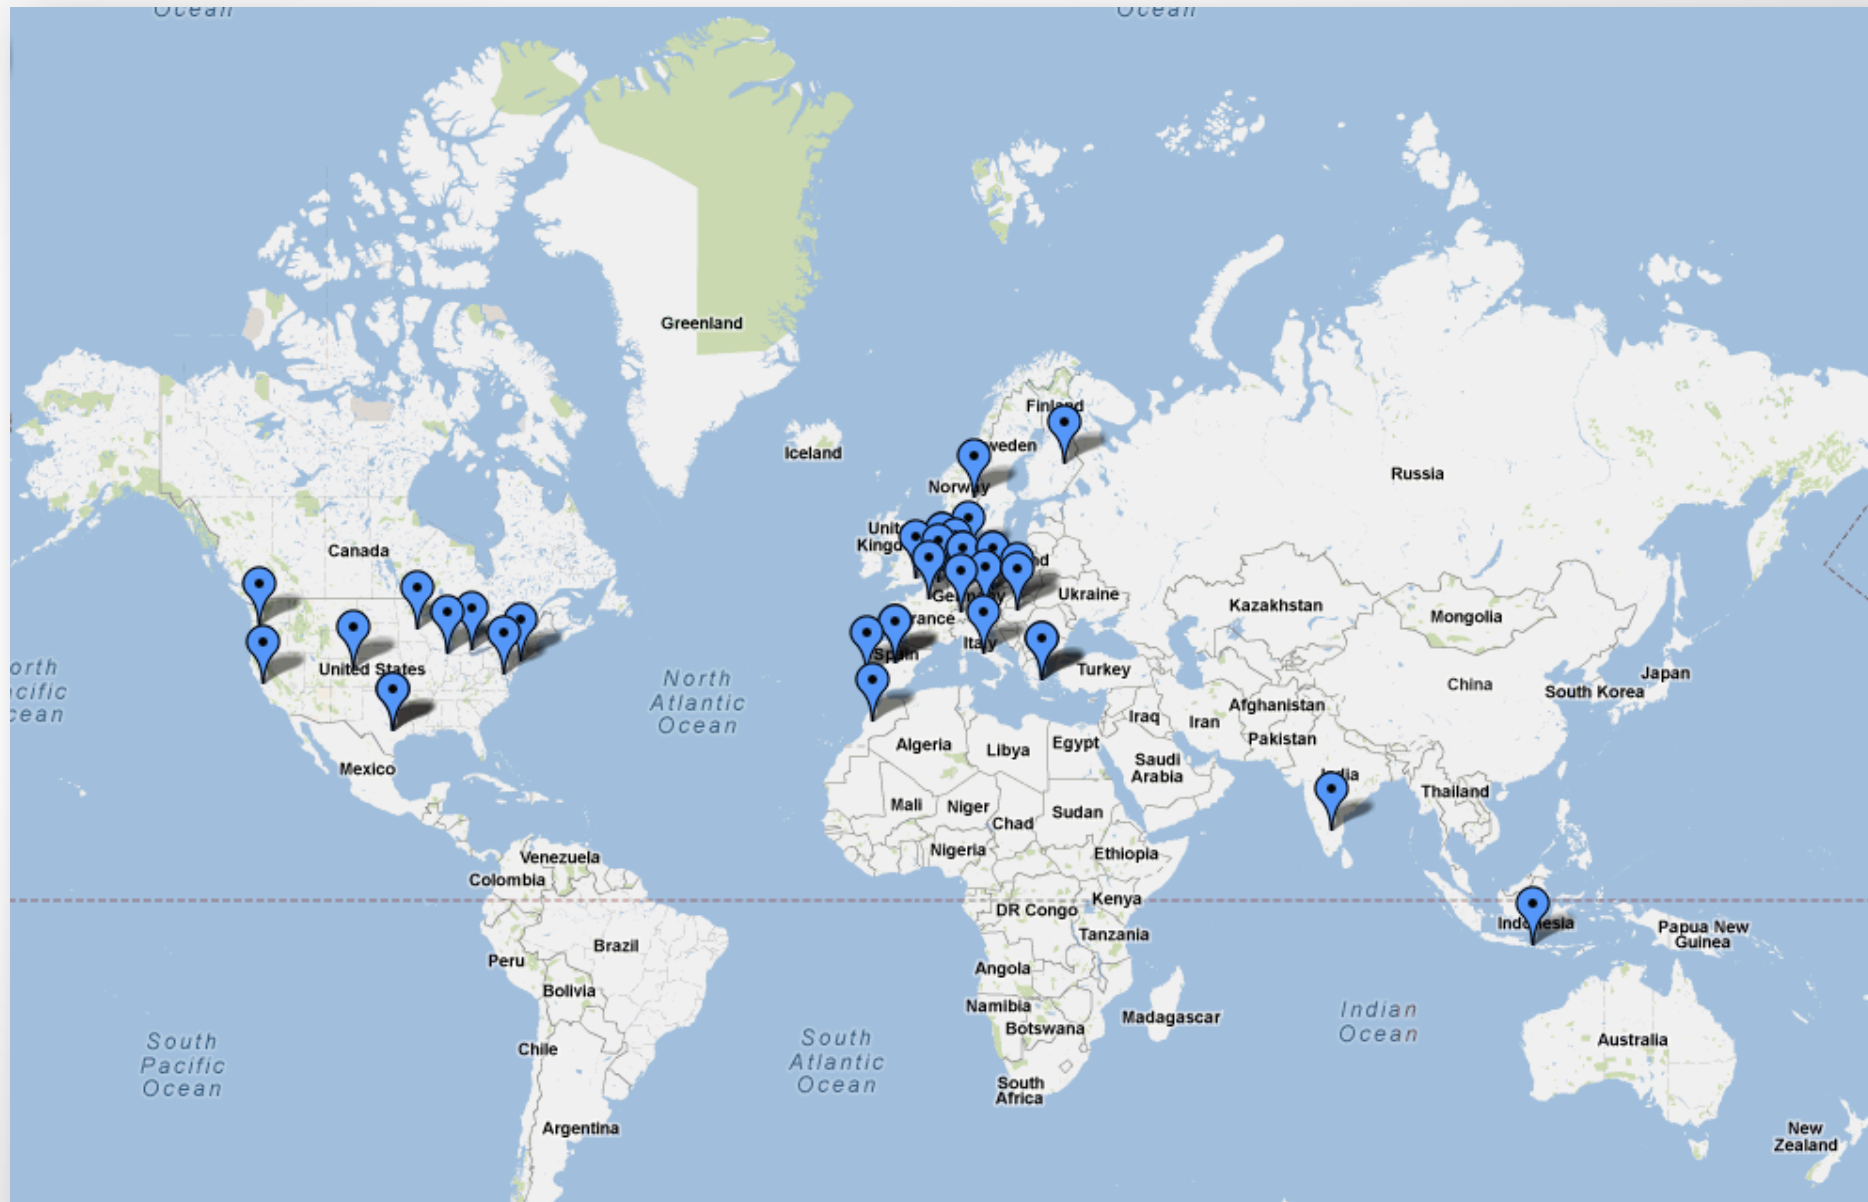 Ocean
Ocean
Greenland
Iceland
Finland
Norway
Russia
Canada
Ukraine
Kazakhstan
Mongolia
Italy
Spain
United States
Turkey
Japan
China
South Korea
North
Atlantic
Ocean
Afghanistan
Iraq
Iran
Pakistan
Algeria
Libya
Egypt
Saudi
Arabia
Mexico
India
Thailand
Mali
Niger
Chad
Sudan
Nigeria
Ethiopia
Venezuela
Colombia
Kenya
DR Congo
Indonesia
Tanzania
Papua New
Guinea
Brazil
Peru
Angola
Bolivia
Namibia
Botswana
Madagascar
Indian
Ocean
Australia
South
Pacific
Ocean
Chile
South
Atlantic
Ocean
South
Africa
Argentina
New
Zealand